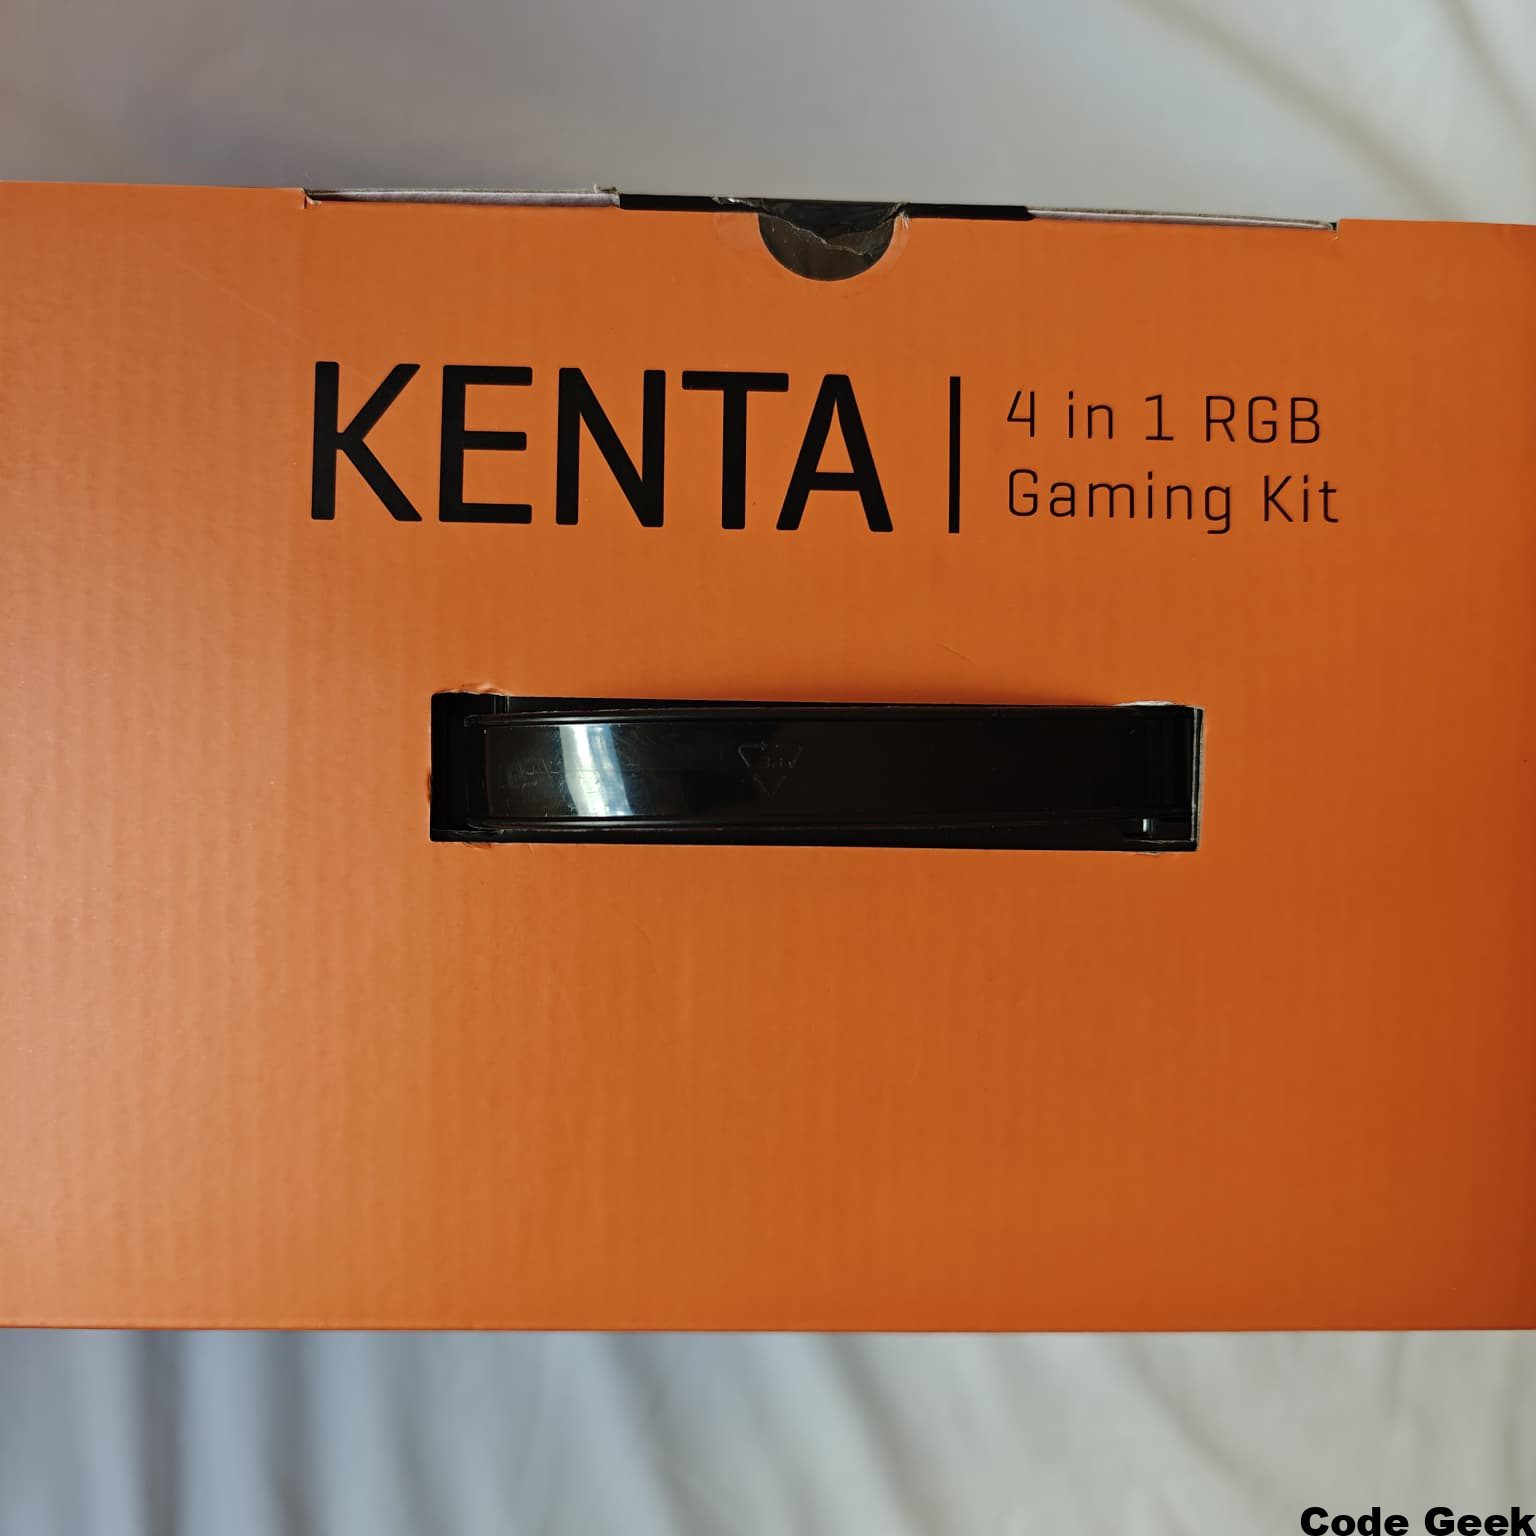 KENTA
4 in 1 RGB
Gaming Kit
Code Geek